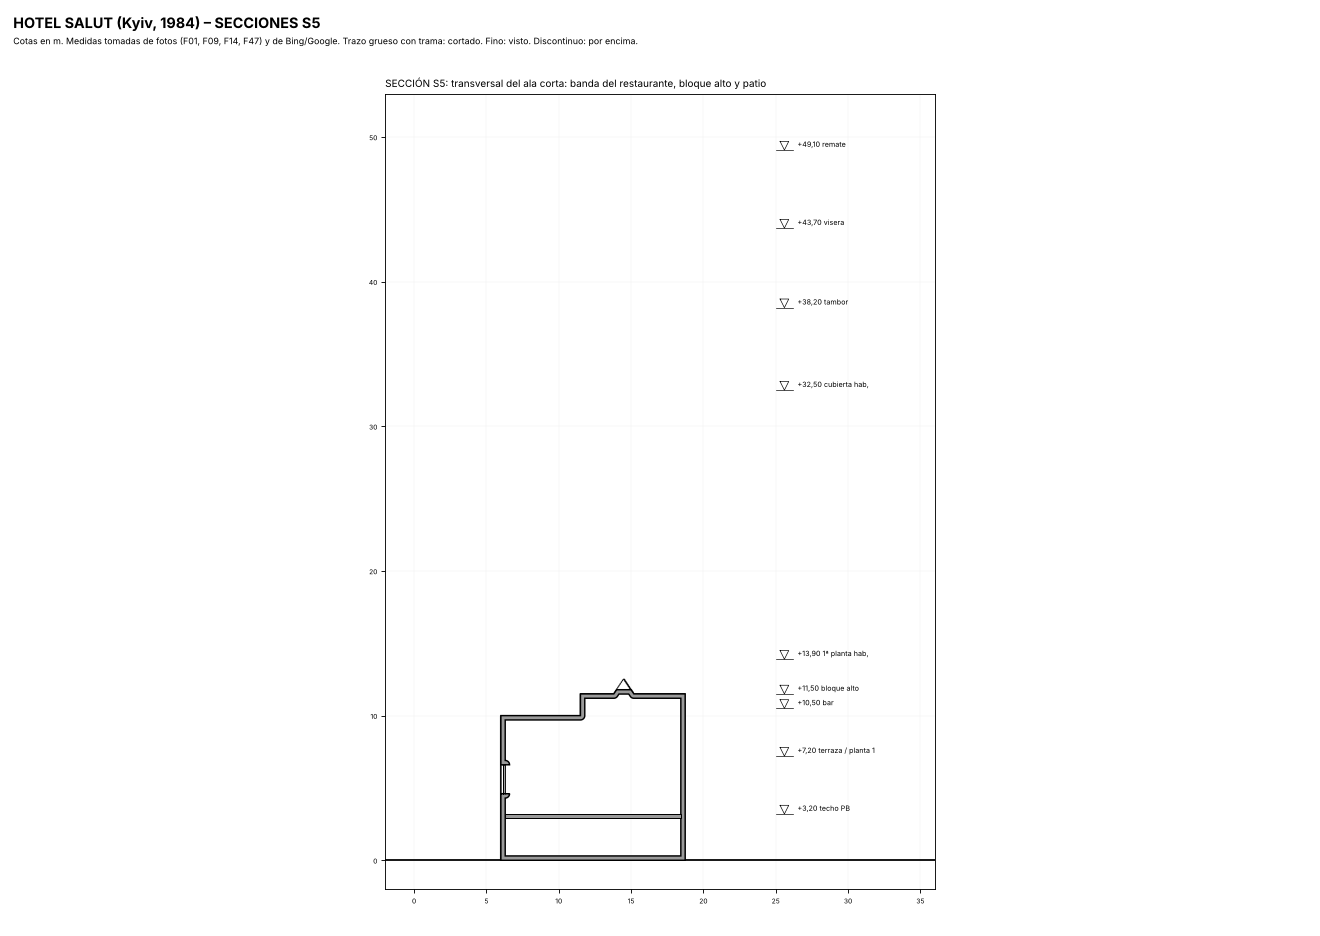 HOTEL SALUT (Kyiv, 1984) – SECCIONES S5
Cotas en m. Medidas tomadas de fotos (F01, F09, F14, F47) y de Bing/Google. Trazo grueso con trama: cortado. Fino: visto. Discontinuo: por encima.
SECCIÓN S5: transversal del ala corta: banda del restaurante, bloque alto y patio
50
+49,10 remate
+43,70 visera
40
+38,20 tambor
+32,50 cubierta hab,
30
20
+13,90 1ª planta hab,
+11,50 bloque alto
+10,50 bar
10
+7,20 terraza / planta 1
+3,20 techo PB
0
0 5 10 15 20 25 30 35